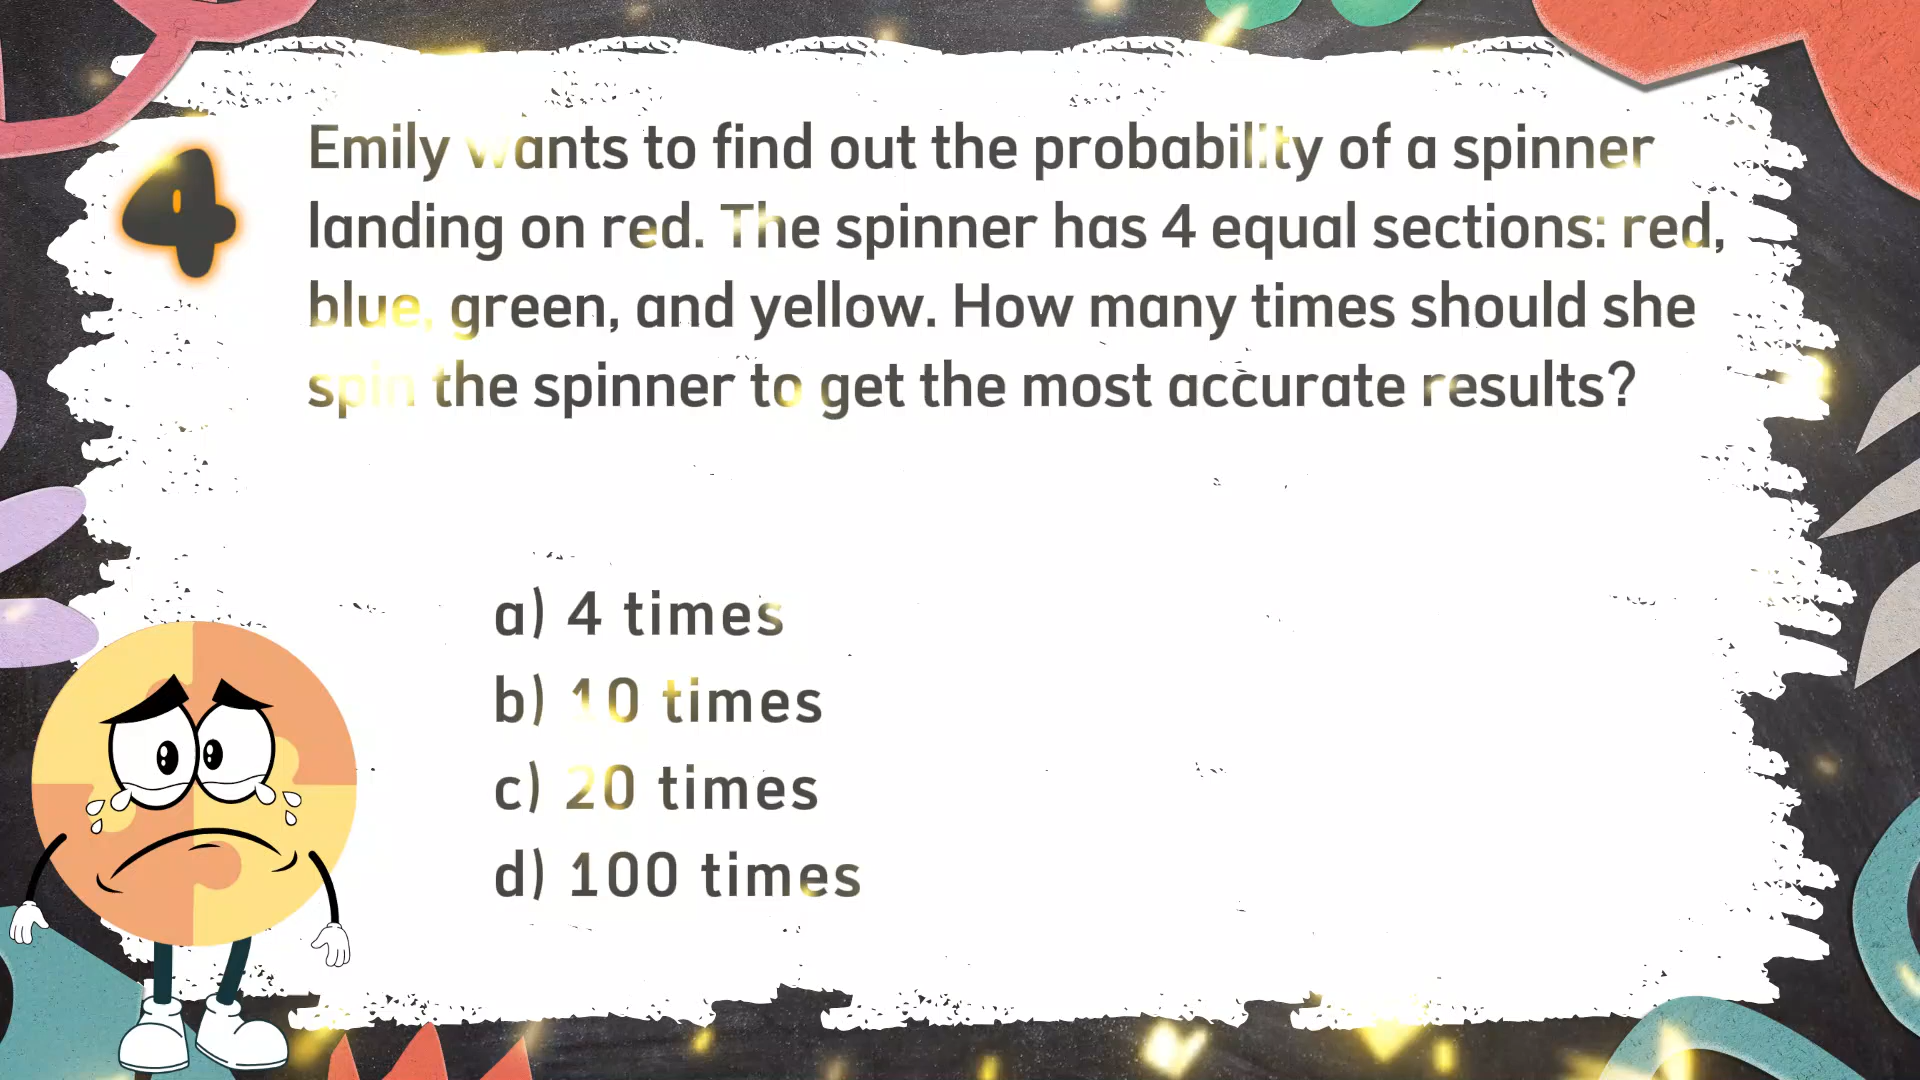 4
Emily wants to find out the probability of a spinner
landing on red. The spinner has 4 equal sections: red,
blue, green, and yellow. How many times should she
spin the spinner to get the most accurate results?
a) 4 times
b) 10 times
c) 20 times
d) 100 times